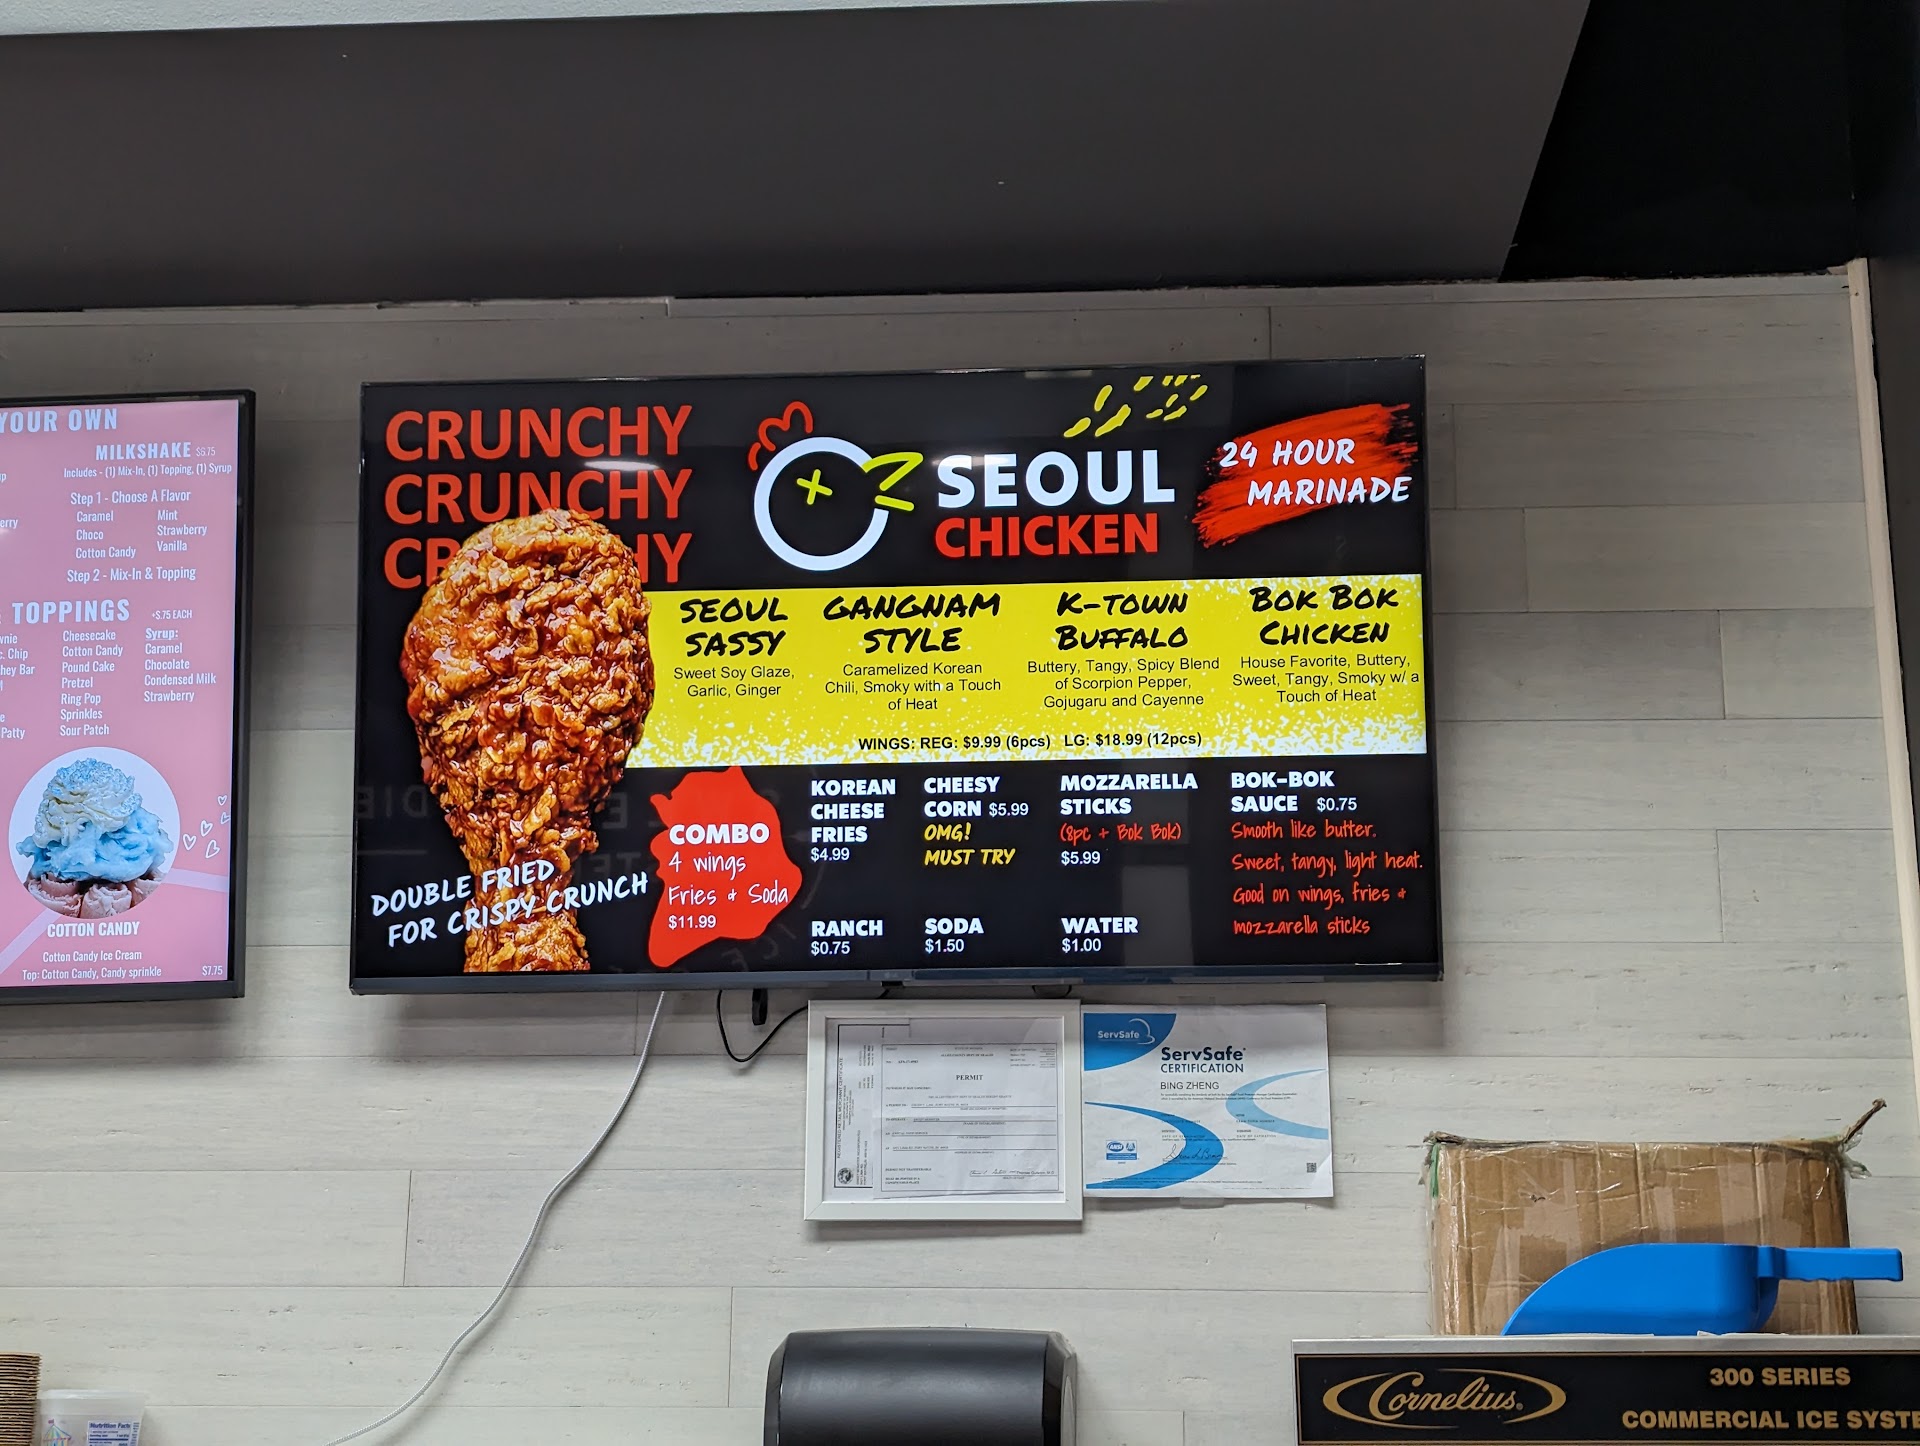 YOUR OWN
MILKSHAKE $6.75
Includes - (1) Mix-In, (1) Topping, (1) Syrup
Step 1 - Choose A Flavor
Caramel Mint
Choco Strawberry
Cotton Candy Vanilla
Step 2 - Mix-In & Topping
TOPPINGS +$.75 EACH
Cheesecake
Cotton Candy
Pound Cake
Pretzel
Ring Pop
Sprinkles
Sour Patch
Syrup:
Caramel
Chocolate
Condensed Milk
Strawberry
Chip
Bar
Patty
COTTON CANDY
Cotton Candy Ice Cream
Top: Cotton Candy, Candy sprinkle $7.75
CRUNCHY
CRUNCHY
CR HY
SEOUL
CHICKEN
24 HOUR
MARINADE
SEOUL
SASSY
Sweet Soy Glaze,
Garlic, Ginger
GANGNAM
STYLE
Caramelized Korean
Chili, Smoky with a Touch
of Heat
K-TOWN
BUFFALO
Buttery, Tangy, Spicy Blend
of Scorpion Pepper,
Gojugaru and Cayenne
BOK BOK
CHICKEN
House Favorite, Buttery,
Sweet, Tangy, Smoky w/ a
Touch of Heat
WINGS: REG: $9.99 (6pcs) LG: $18.99 (12pcs)
DOUBLE FRIED
FOR CRISPY CRUNCH
COMBO
4 wings
Fries & Soda
$11.99
KOREAN
CHEESE
FRIES
$4.99
CHEESY
CORN $5.99
OMG!
MUST TRY
MOZZARELLA
STICKS
(8pc + Bok Bok)
$5.99
BOK-BOK
SAUCE $0.75
Smooth like butter.
Sweet, tangy, light heat.
Good on wings, fries &
mozzarella sticks
RANCH
$0.75
SODA
$1.50
WATER
$1.00
PERMIT
ServSafe
ServSafe®
CERTIFICATION
BING ZHENG
Nutrition Facts
Cornelius®
300 SERIES
COMMERCIAL ICE SYSTE